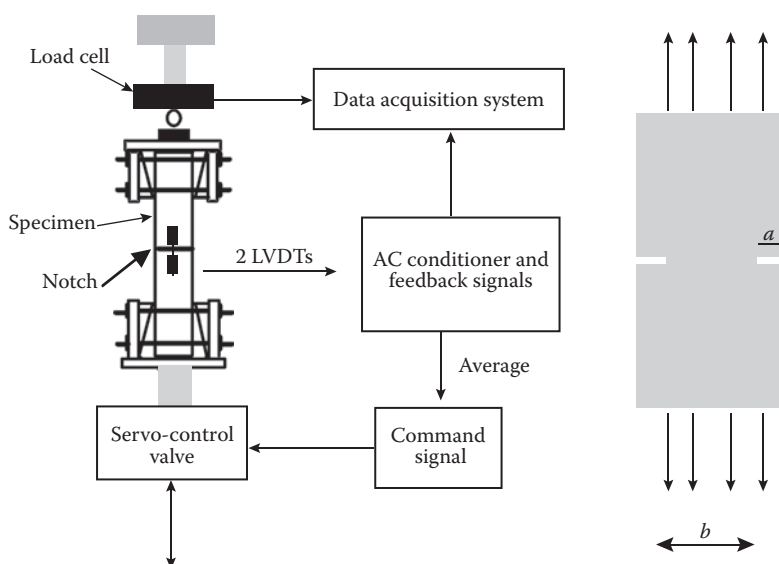 Load cell
Data acquisition system
Specimen
Notch
2 LVDTs
AC conditioner and
feedback signals
Average
Servo-control
valve
Command
signal
a
b